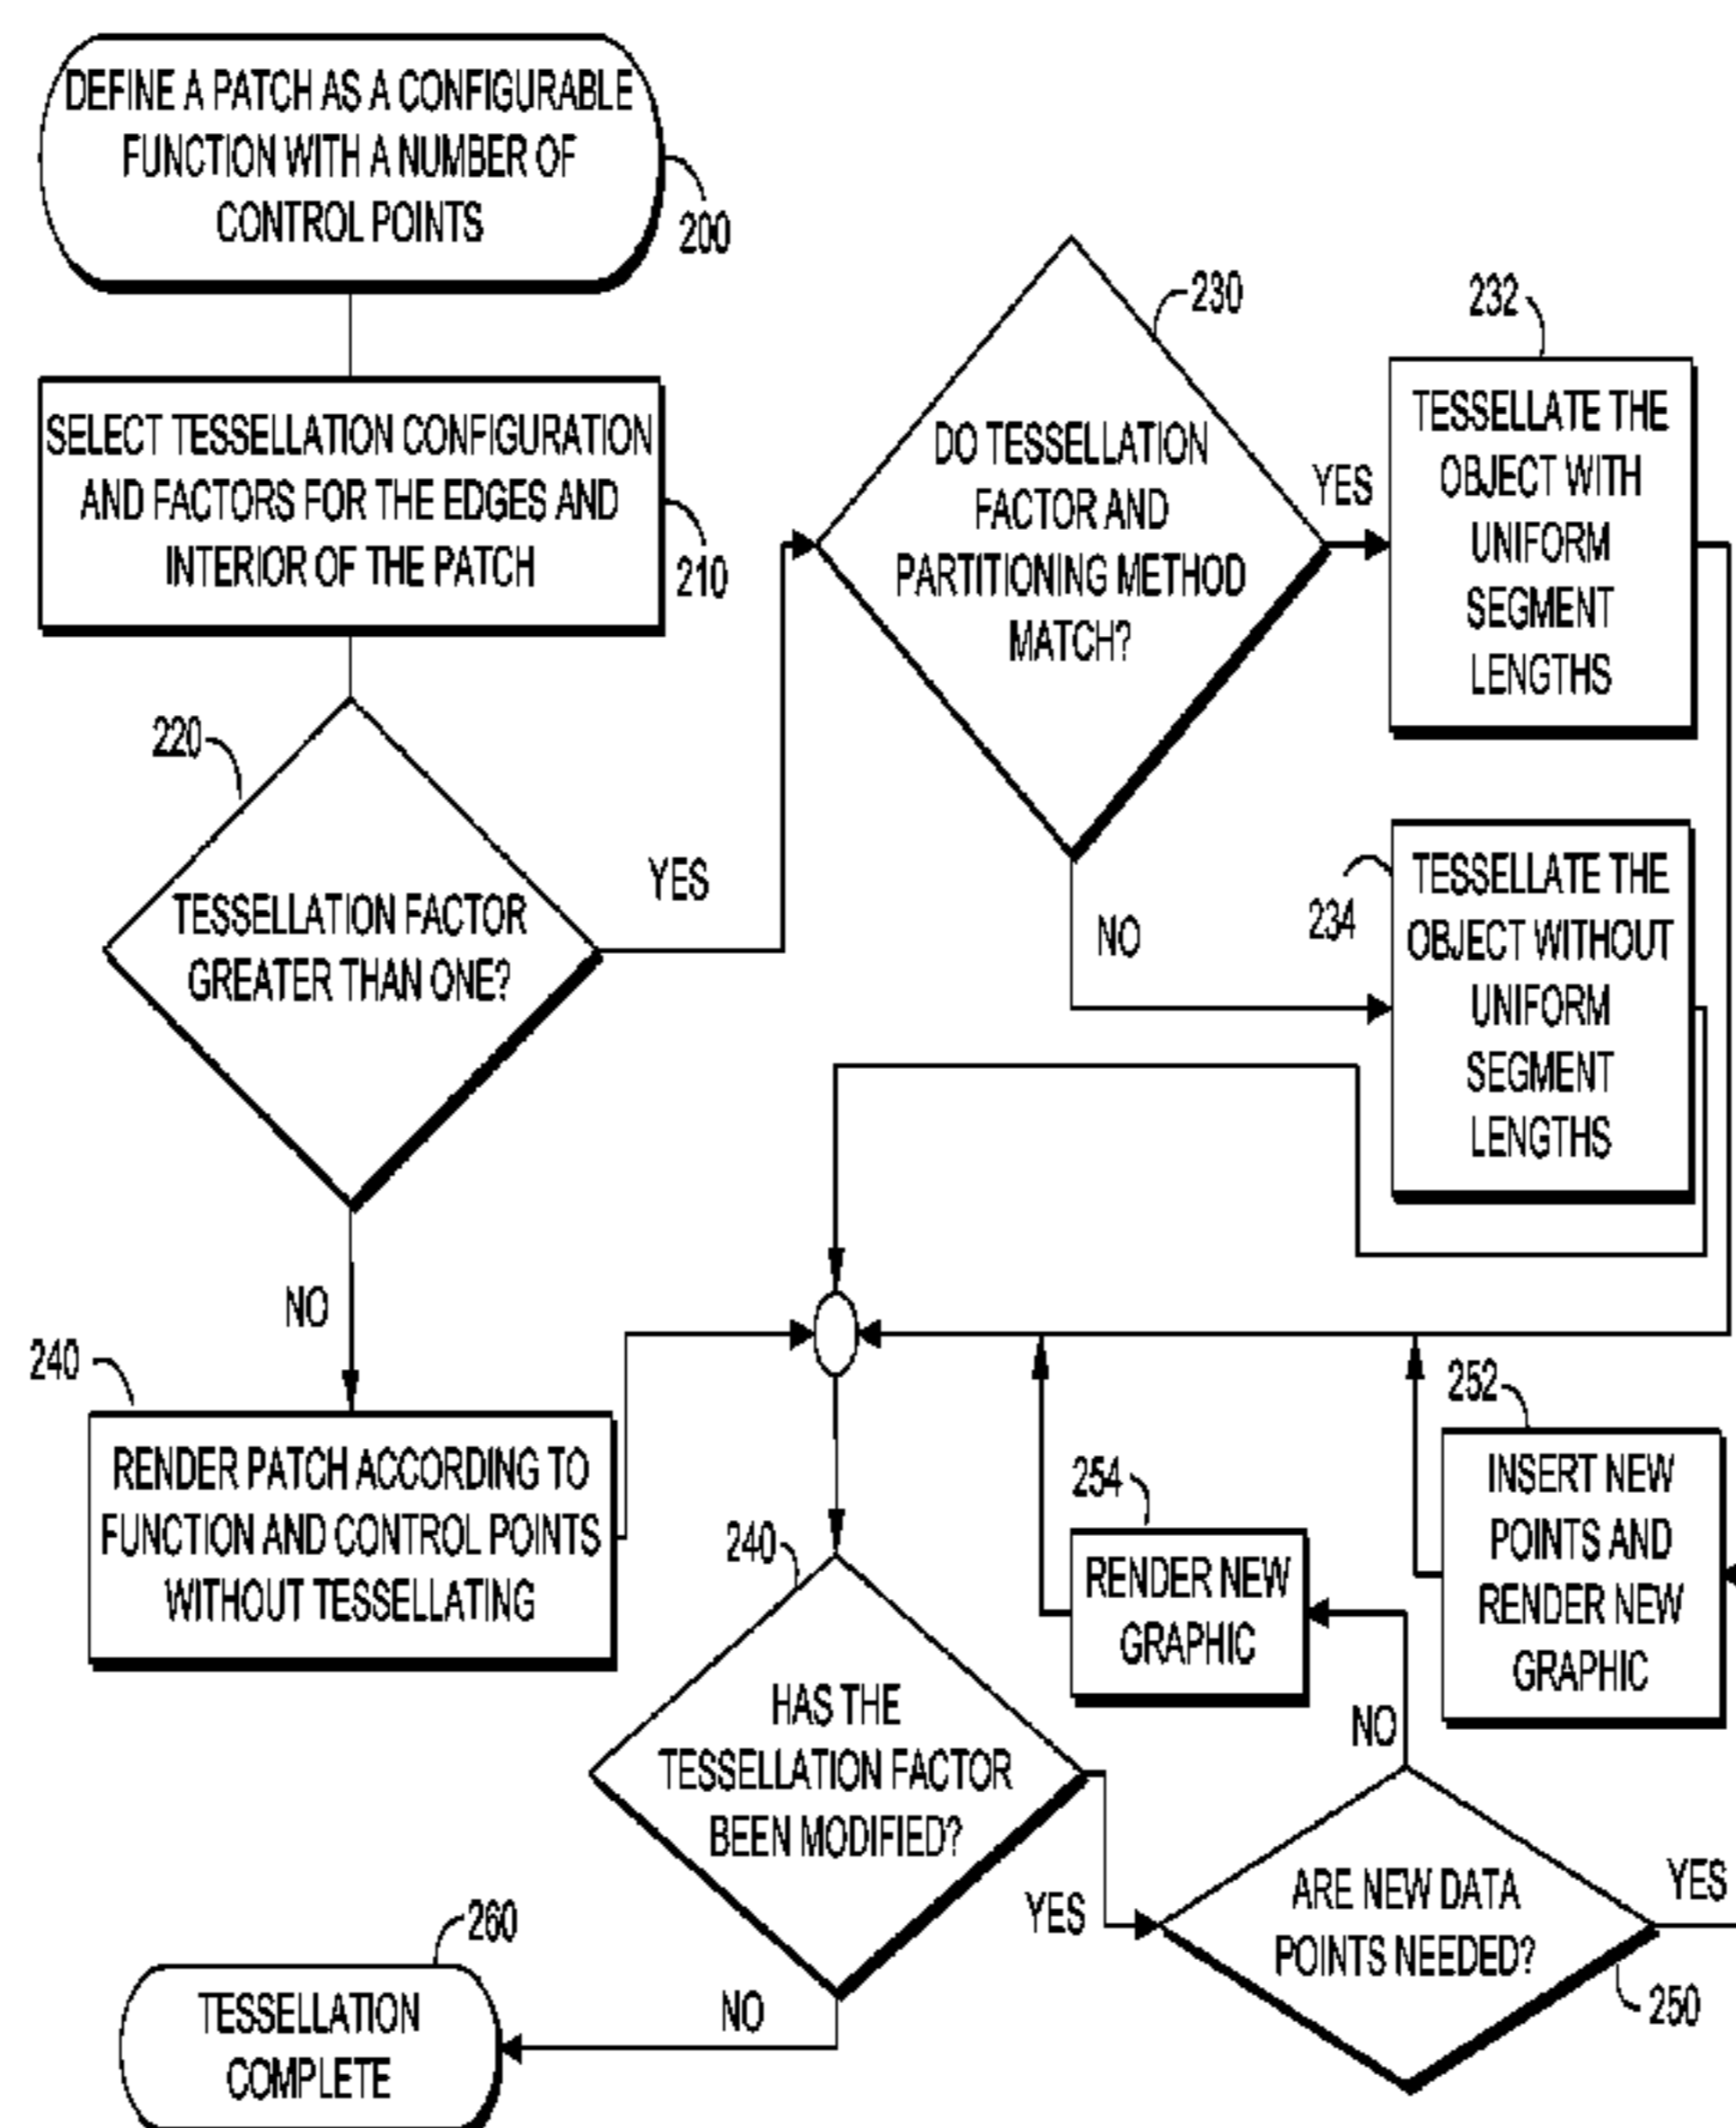 DEFINE A PATCH AS A CONFIGURABLE
FUNCTION WITH A NUMBER OF
CONTROL POINTS
200
SELECT TESSELLATION CONFIGURATION
AND FACTORS FOR THE EDGES AND
INTERIOR OF THE PATCH
210
220
TESSELLATION FACTOR
GREATER THAN ONE?
YES
NO
230
DO TESSELLATION
FACTOR AND
PARTITIONING METHOD
MATCH?
YES
NO
232
TESSELLATE THE
OBJECT WITH
UNIFORM
SEGMENT
LENGTHS
234
TESSELLATE THE
OBJECT WITHOUT
UNIFORM
SEGMENT
LENGTHS
240
RENDER PATCH ACCORDING TO
FUNCTION AND CONTROL POINTS
WITHOUT TESSELLATING
240
HAS THE
TESSELLATION FACTOR
BEEN MODIFIED?
YES
NO
254
RENDER NEW
GRAPHIC
252
INSERT NEW
POINTS AND
RENDER NEW
GRAPHIC
NO
ARE NEW DATA
POINTS NEEDED?
YES
250
260
TESSELLATION
COMPLETE